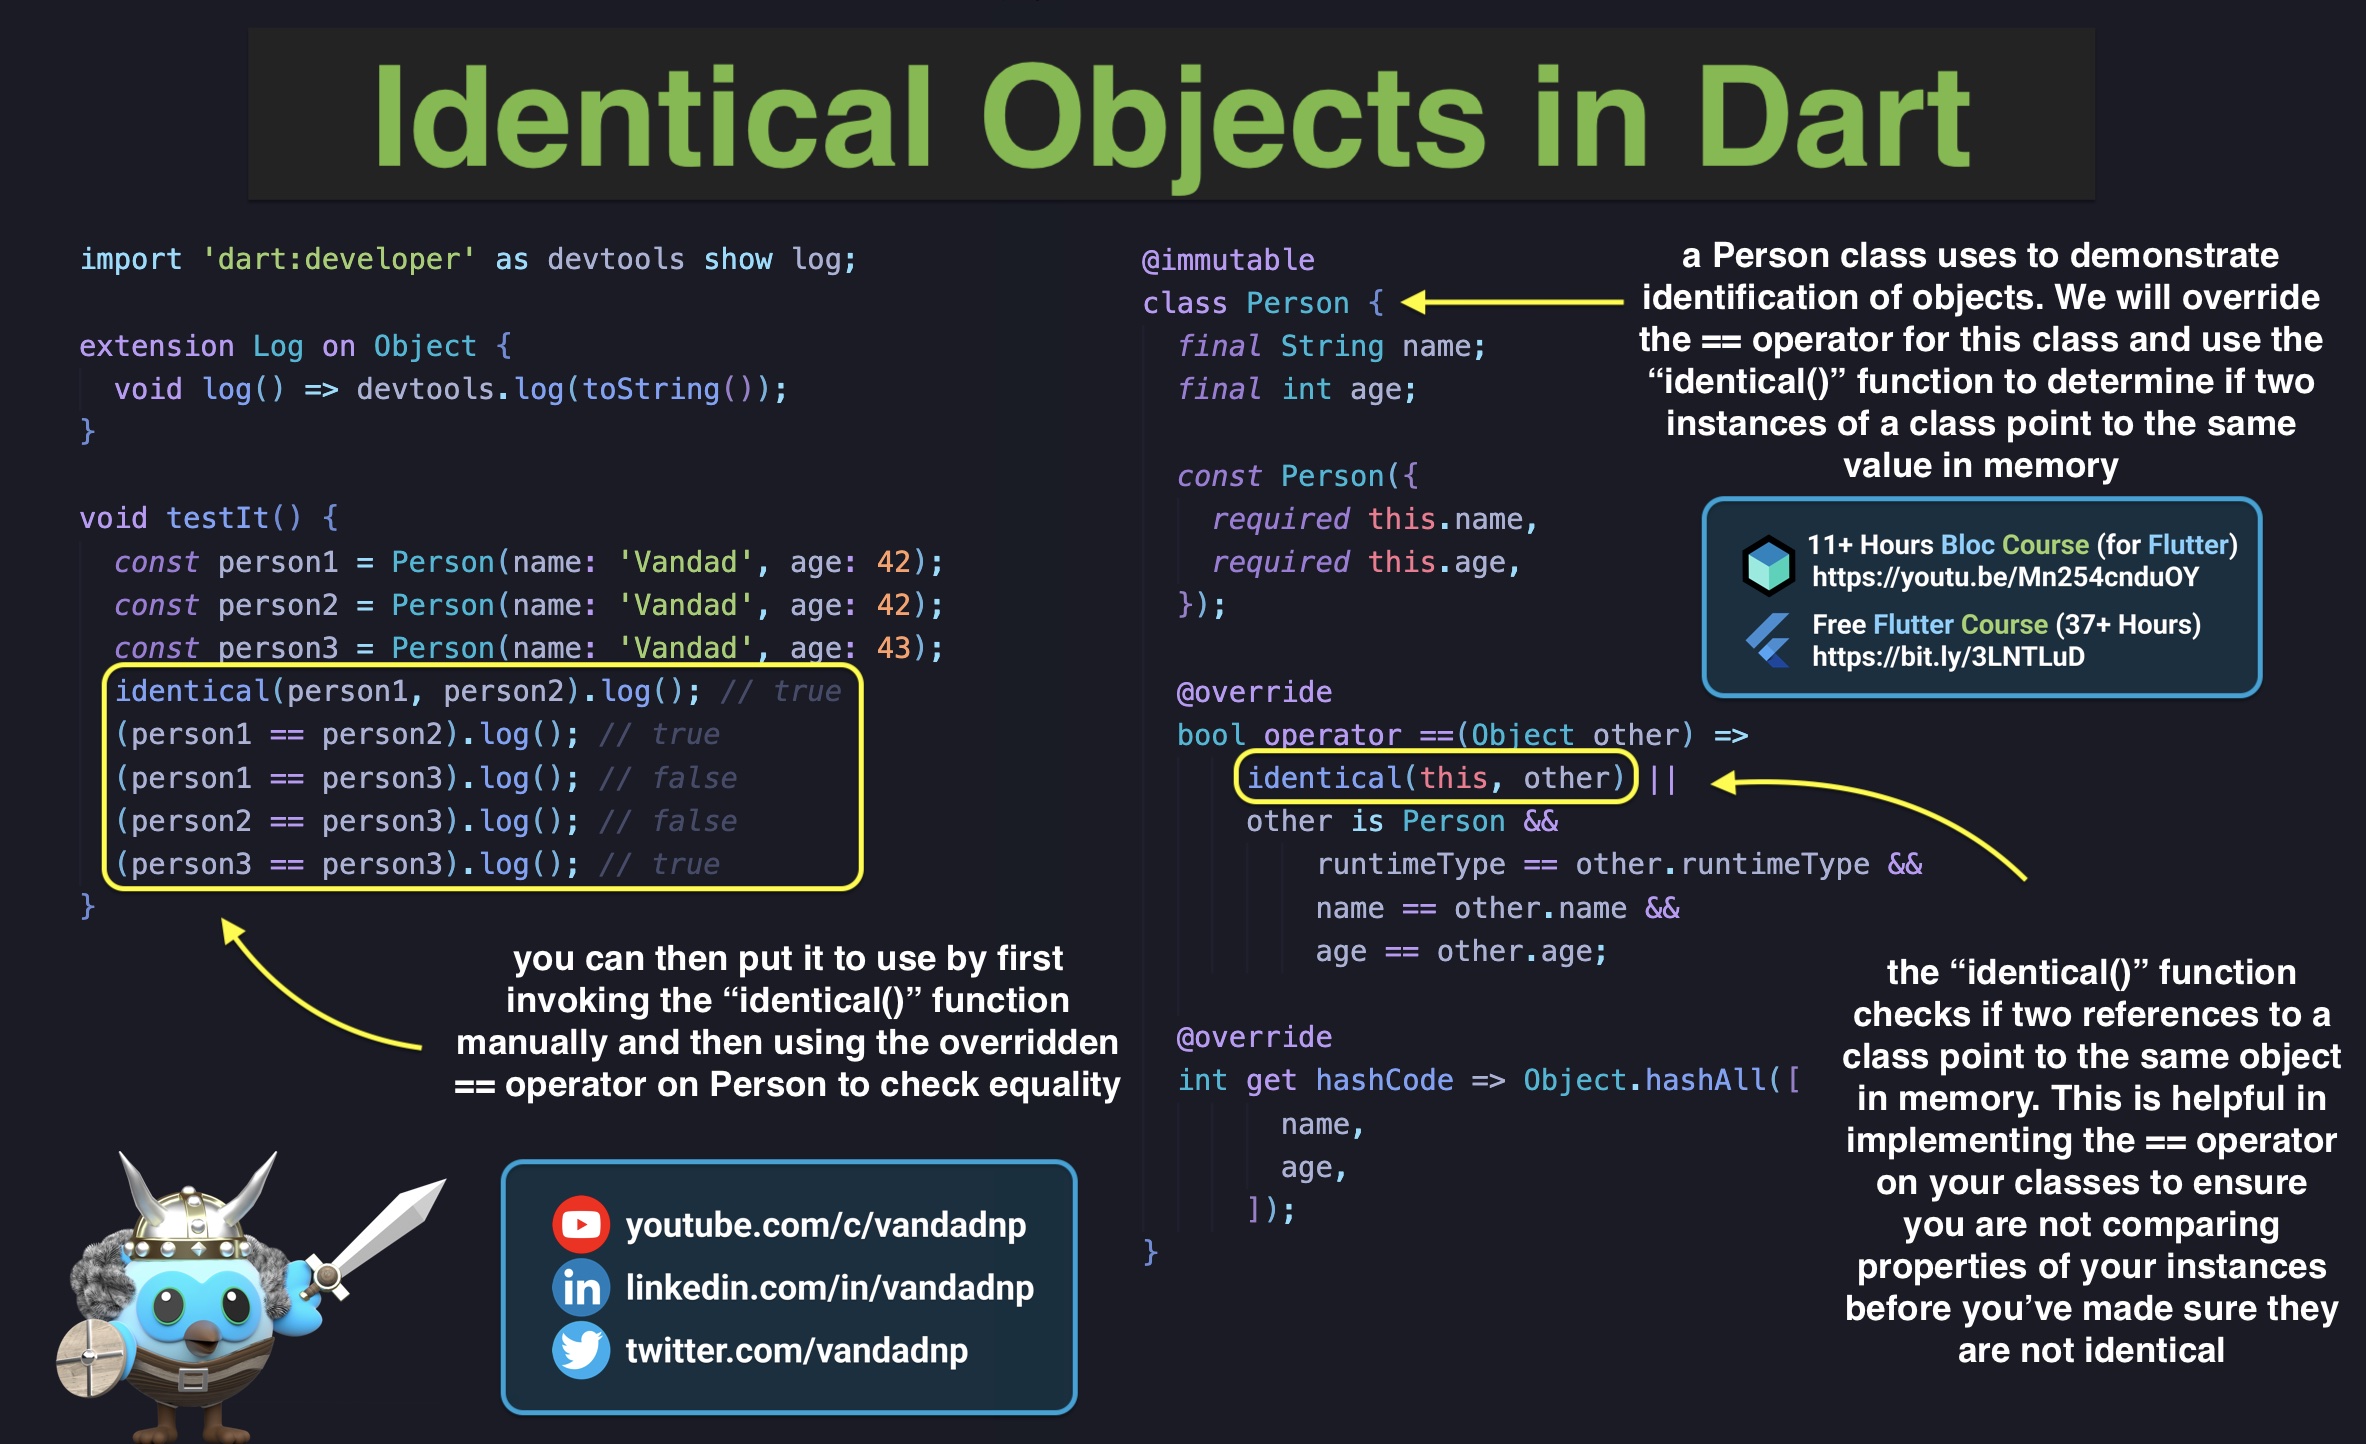 Identical Objects in Dart
import 'dart:developer' as devtools show log;
extension Log on Object {
void log() => devtools.log(toString());
}
void testIt() {
const person1 = Person(name: 'Vandad', age: 42);
const person2 = Person(name: 'Vandad', age: 42);
const person3 = Person(name: 'Vandad', age: 43);
identical(person1, person2).log(); // true
(person1 == person2).log(); // true
(person1 == person3).log(); // false
(person2 == person3).log(); // false
(person3 == person3).log(); // true
}
you can then put it to use by first
invoking the “identical()” function
manually and then using the overridden
== operator on Person to check equality
youtube.com/c/vandadnp
in linkedin.com/in/vandadnp
twitter.com/vandadnp
@immutable
class Person {
final String name;
final int age;
const Person({
required this.name,
required this.age,
});
@override
bool operator ==(Object other) =>
identical(this, other) ||
other is Person &&
runtimeType == other.runtimeType &&
name == other.name &&
age == other.age;
@override
int get hashCode => Object.hashAll([
name,
age,
]);
}
a Person class uses to demonstrate
identification of objects. We will override
the == operator for this class and use the
“identical()” function to determine if two
instances of a class point to the same
value in memory
11+ Hours Bloc Course (for Flutter)
https://youtu.be/Mn254cnduOY
Free Flutter Course (37+ Hours)
https://bit.ly/3LNTLuD
the “identical()” function
checks if two references to a
class point to the same object
in memory. This is helpful in
implementing the == operator
on your classes to ensure
you are not comparing
properties of your instances
before you’ve made sure they
are not identical